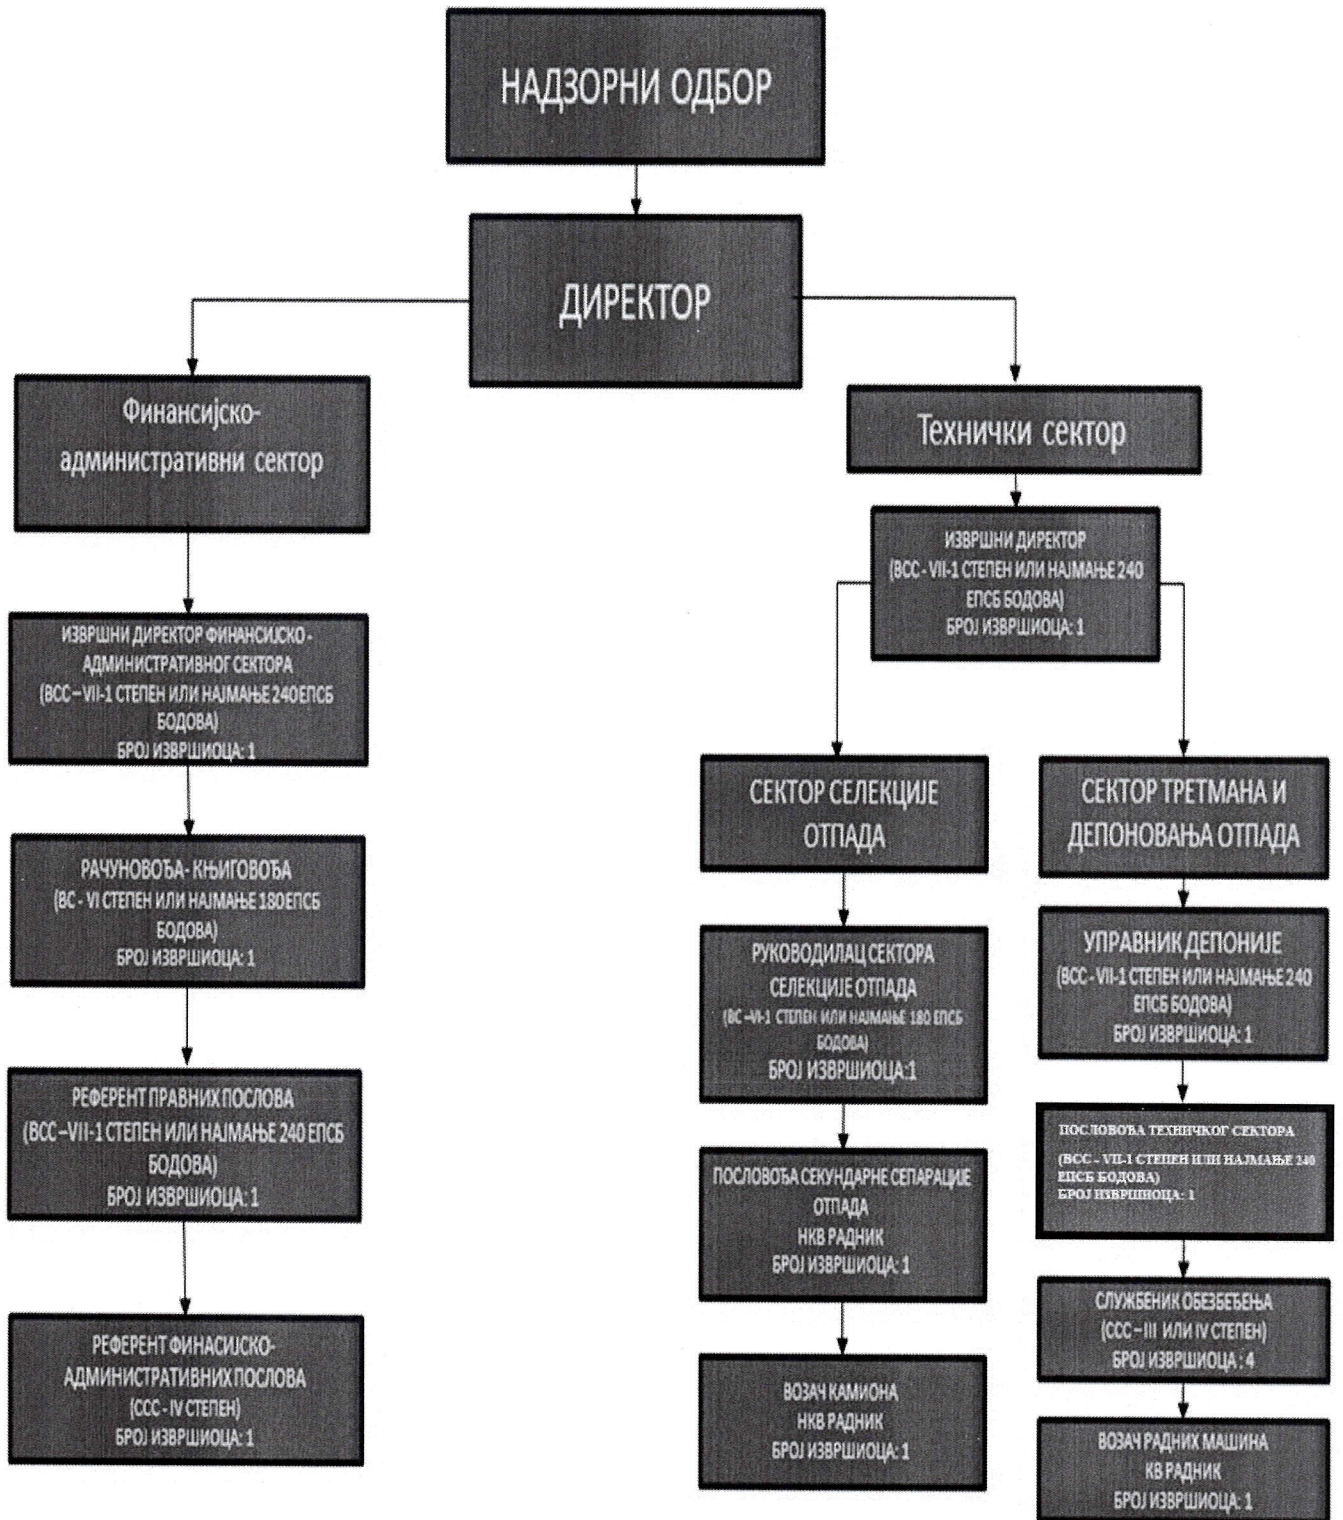 НАДЗОРНИ ОДБОР
ДИРЕКТОР
Финансијско-
административни сектор
ИЗВРШНИ ДИРЕКТОР ФИНАНСИЈСКО -
АДМИНИСТРАТИВНОГ СЕКТОРА
(ВСС – VII-1 СТЕПЕН ИЛИ НАЈМАЊЕ 240ЕПСБ
БОДОВА)
БРОЈ ИЗВРШИОЦА: 1
РАЧУНОВОЂА- КЊИГОВОЂА
(ВС - VI СТЕПЕН ИЛИ НАЈМАЊЕ 180ЕПСБ
БОДОВА)
БРОЈ ИЗВРШИОЦА: 1
РЕФЕРЕНТ ПРАВНИХ ПОСЛОВА
(ВСС –VII-1 СТЕПЕН ИЛИ НАЈМАЊЕ 240 ЕПСБ
БОДОВА)
БРОЈ ИЗВРШИОЦА: 1
РЕФЕРЕНТ ФИНАСИЈСКО-
АДМИНИСТРАТИВНИХ ПОСЛОВА
(ССС - IV СТЕПЕН)
БРОЈ ИЗВРШИОЦА: 1
Технички сектор
ИЗВРШНИ ДИРЕКТОР
(ВСС - VII-1 СТЕПЕН ИЛИ НАЈМАЊЕ 240
ЕПСБ БОДОВА)
БРОЈ ИЗВРШИОЦА: 1
СЕКТОР СЕЛЕКЦИЈЕ
ОТПАДА
РУКОВОДИЛАЦ СЕКТОРА
СЕЛЕКЦИЈЕ ОТПАДА
(ВС –VI-1 СТЕПЕН ИЛИ НАЈМАЊЕ 180 ЕПСБ
БОДОВА)
БРОЈ ИЗВРШИОЦА:1
ПОСЛОВОЂА СЕКУНДАРНЕ СЕПАРАЦИЈЕ
ОТПАДА
НКВ РАДНИК
БРОЈ ИЗВРШИОЦА: 1
ВОЗАЧ КАМИОНА
НКВ РАДНИК
БРОЈ ИЗВРШИОЦА: 1
СЕКТОР ТРЕТМАНА И
ДЕПОНОВАЊА ОТПАДА
УПРАВНИК ДЕПОНИЈЕ
(ВСС - VII-1 СТЕПЕН ИЛИ НАЈМАЊЕ 240
ЕПСБ БОДОВА)
БРОЈ ИЗВРШИОЦА: 1
ПОСЛОВОЂА ТЕХНИЧКОГ СЕКТОРА
(ВСС - VII-1 СТЕПЕН ИЛИ НАЈМАЊЕ 240
ЕПСБ БОДОВА)
БРОЈ ИЗВРШИОЦА: 1
СЛУЖБЕНИК ОБЕЗБЕЂЕЊА
(ССС – III ИЛИ IV СТЕПЕН)
БРОЈ ИЗВРШИОЦА : 4
ВОЗАЧ РАДНИХ МАШИНА
КВ РАДНИК
БРОЈ ИЗВРШИОЦА: 1